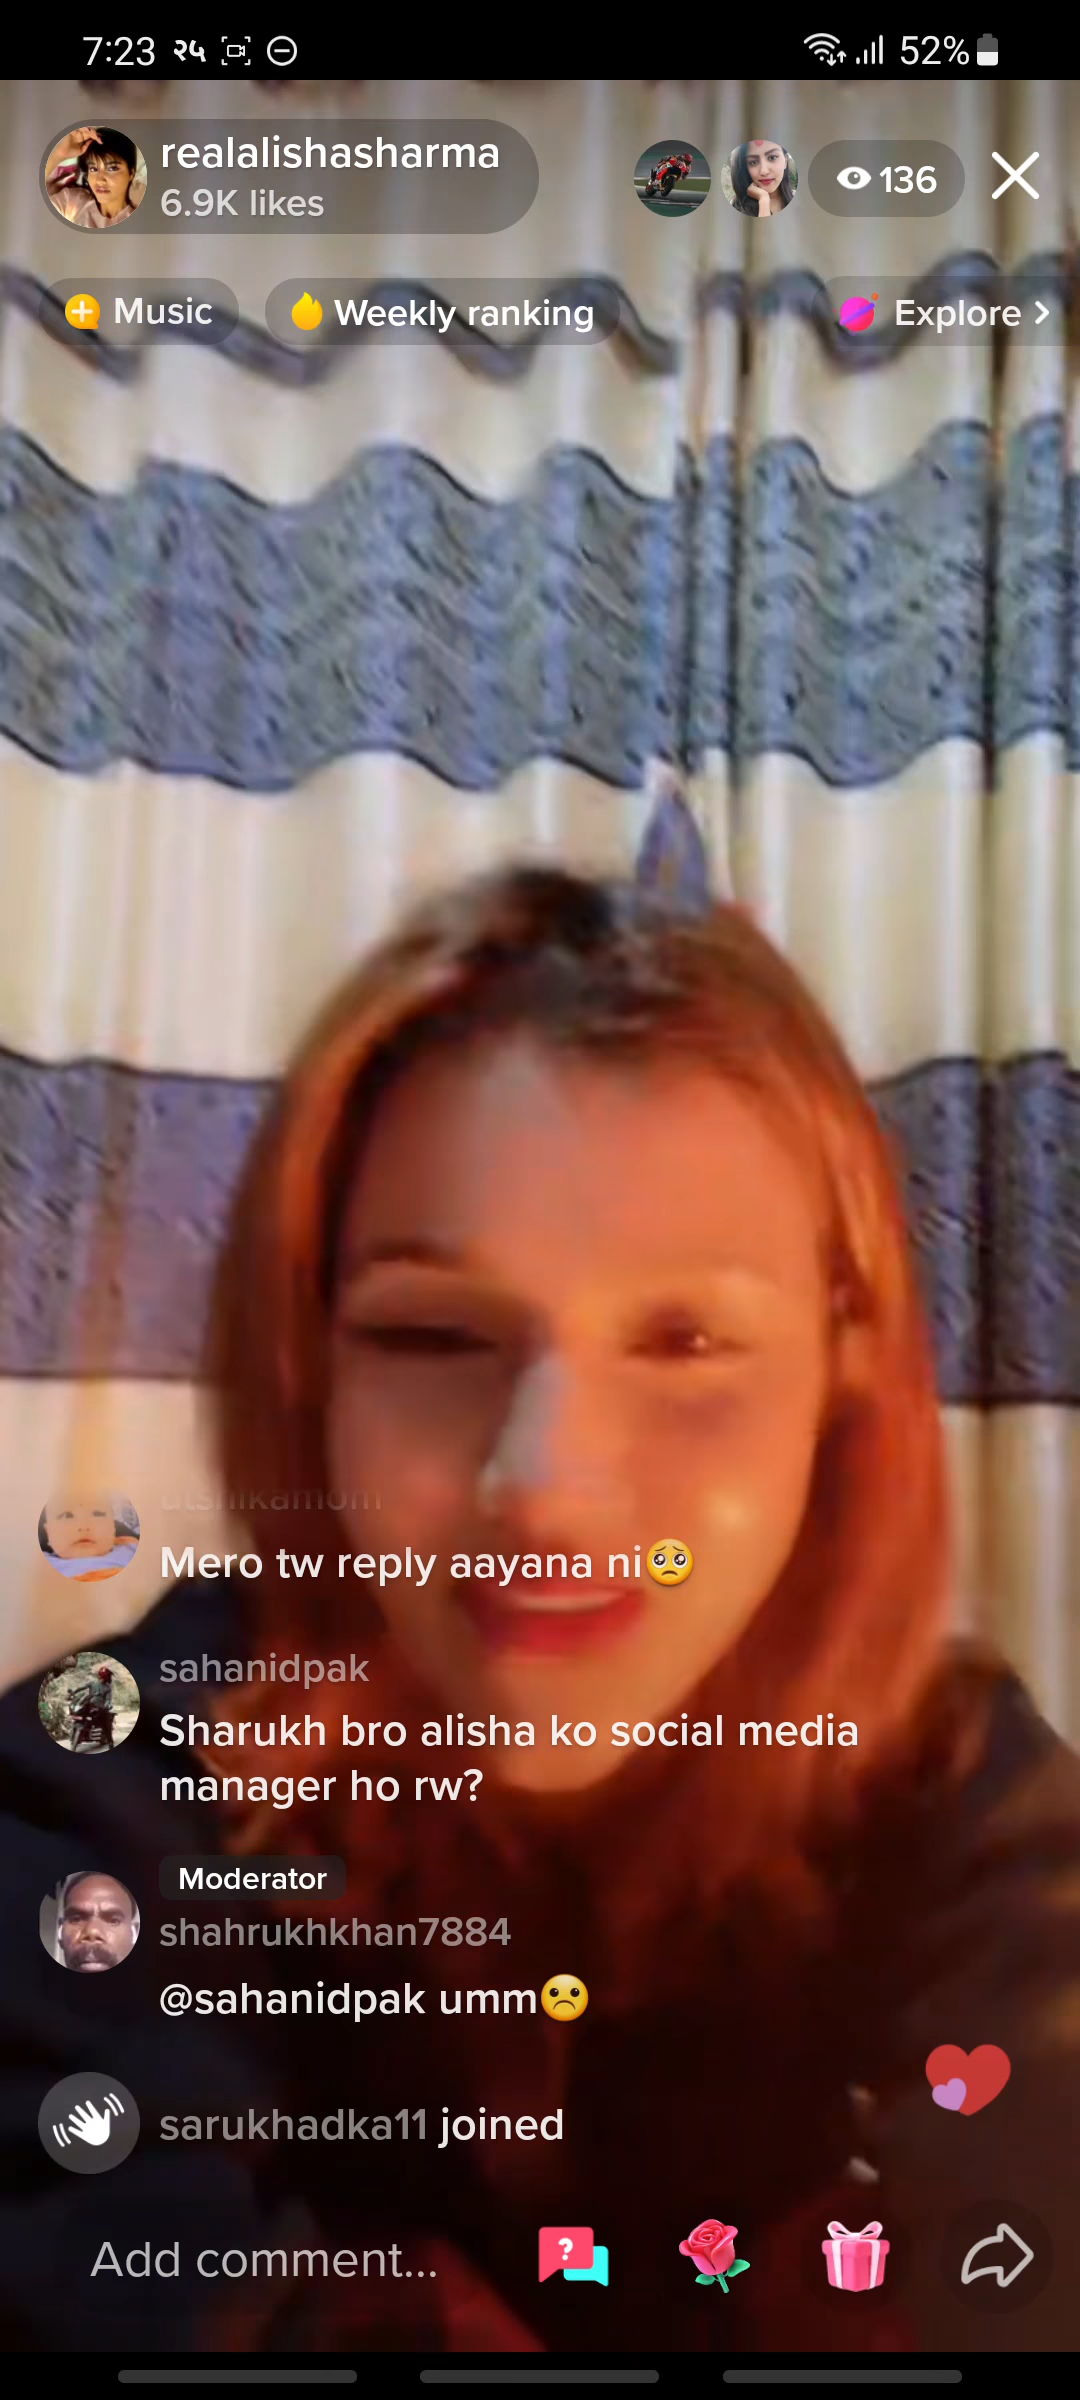 7:23 २५ 52%
realalishasharma
6.9K likes
136
Music
Weekly ranking
Explore
utshikamom
Mero tw reply aayana ni🥺
sahanidpak
Sharukh bro alisha ko social media
manager ho rw?
Moderator
shahrukhkhan7884
@sahanidpak umm🙁
sarukhadka11 joined
Add comment...
?